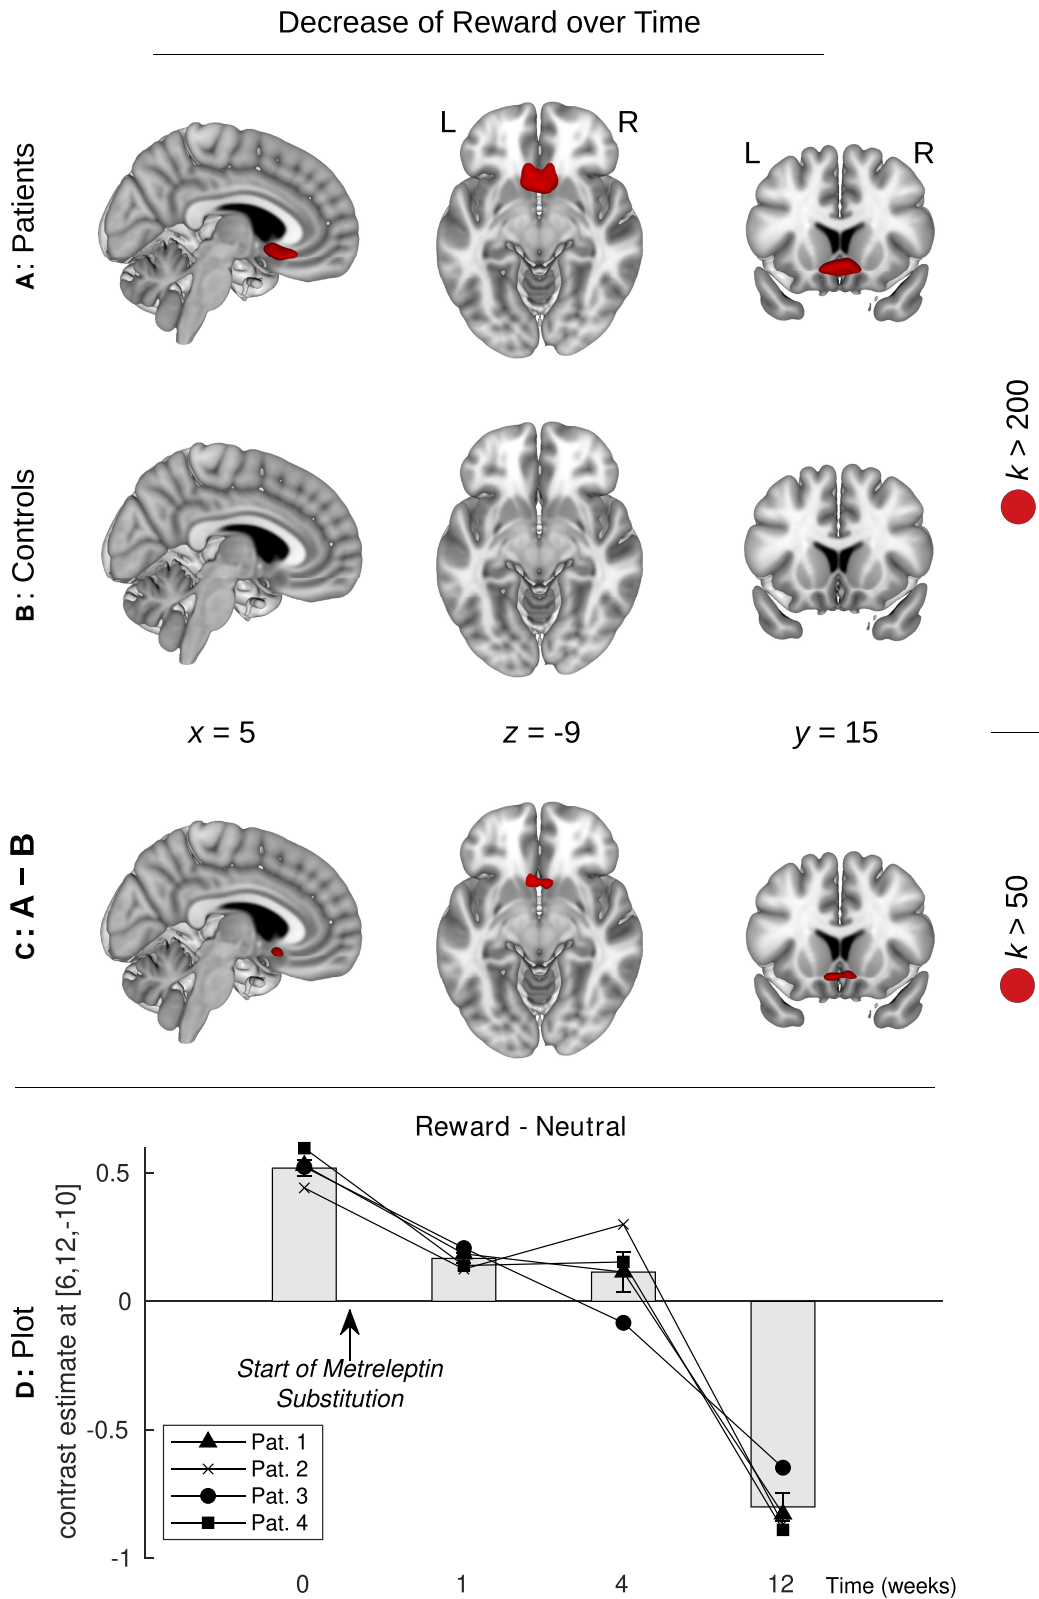 Decrease of Reward over Time
A: Patients
L
R
L
R
B: Controls
k > 200
x = 5
z = -9
y = 15
C: A – B
k > 50
D: Plot
Reward - Neutral
contrast estimate at [6,12,-10]
0.5
0
-0.5
-1
Start of Metreleptin
Substitution
Pat. 1
Pat. 2
Pat. 3
Pat. 4
0
1
4
12
Time (weeks)